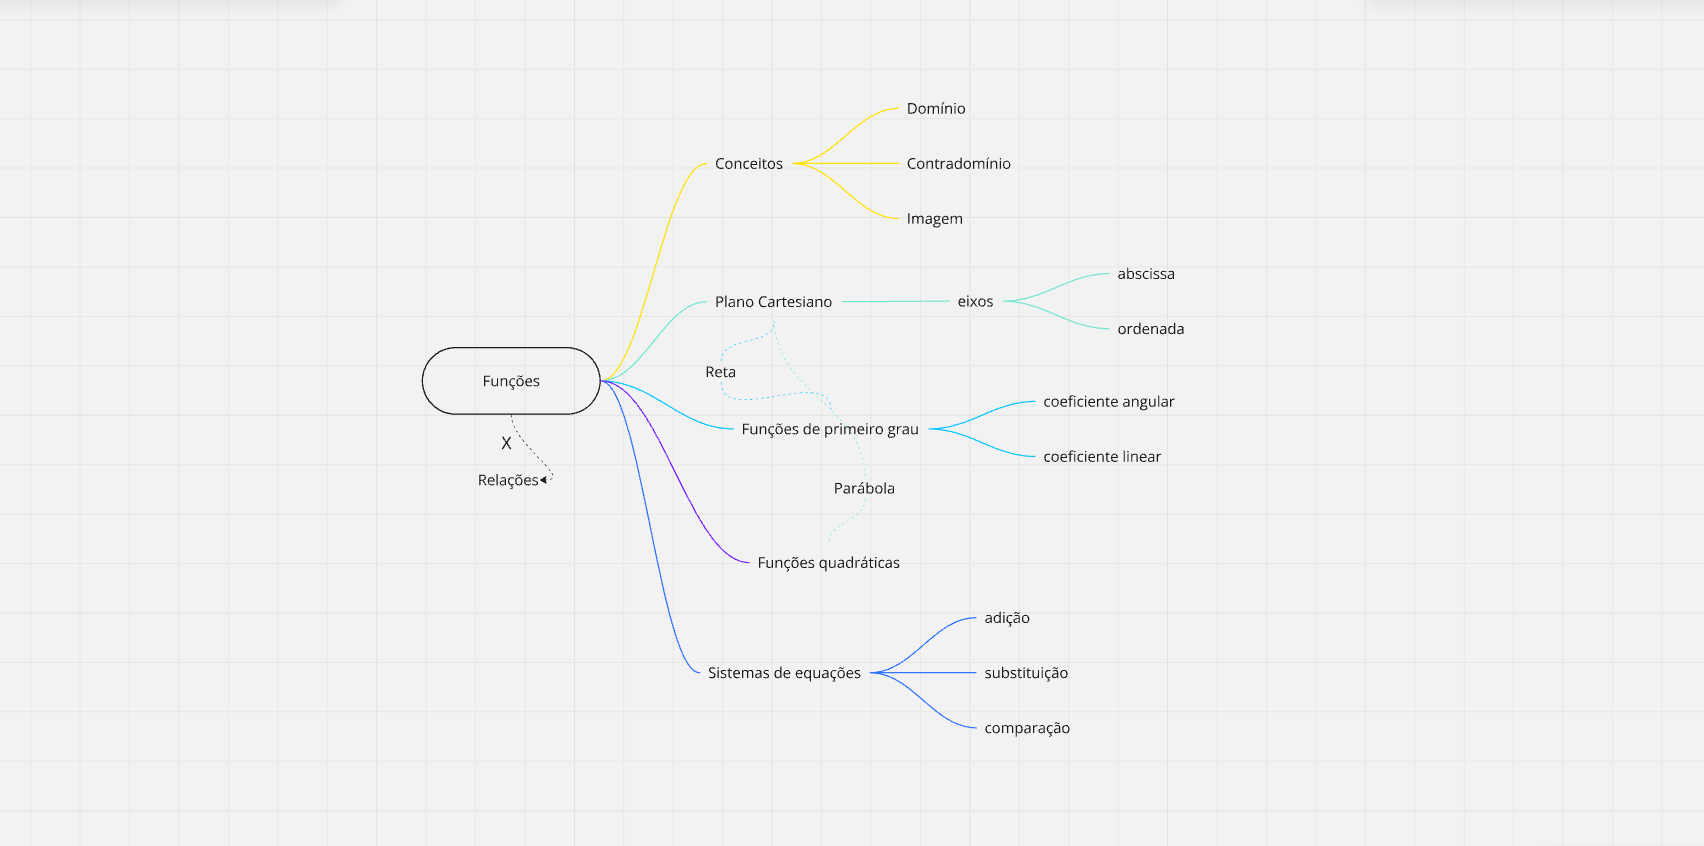 Domínio
Conceitos
Contradomínio
Imagem
abscissa
Plano Cartesiano
eixos
ordenada
Reta
Funções
coeficiente angular
Funções de primeiro grau
X
coeficiente linear
Relações
Parábola
Funções quadráticas
adição
Sistemas de equações
substituição
comparação